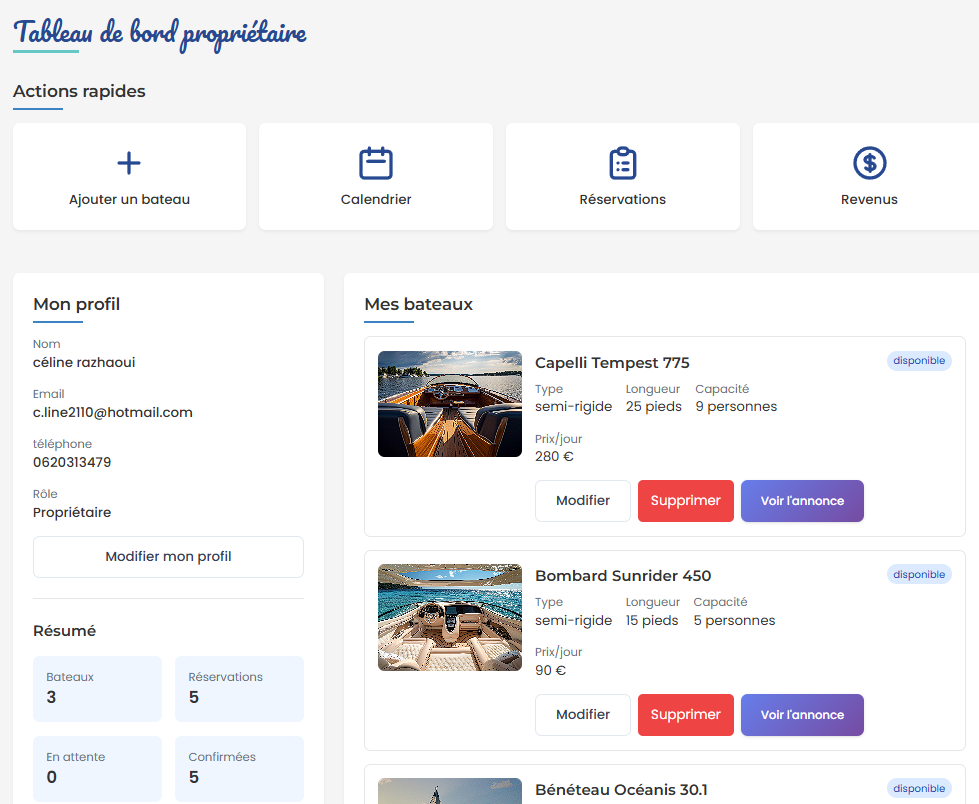 Tableau de bord propriétaire
Actions rapides
Ajouter un bateau
Calendrier
Réservations
Revenus
Mon profil
Nom
céline razhaoui
Email
c.line2110@hotmail.com
téléphone
0620313479
Rôle
Propriétaire
Modifier mon profil
Résumé
Bateaux
3
Réservations
5
En attente
0
Confirmées
5
Mes bateaux
Capelli Tempest 775
disponible
Type Longueur Capacité
semi-rigide 25 pieds 9 personnes
Prix/jour
280 €
Modifier Supprimer Voir l'annonce
Bombard Sunrider 450
disponible
Type Longueur Capacité
semi-rigide 15 pieds 5 personnes
Prix/jour
90 €
Modifier Supprimer Voir l'annonce
Bénéteau Océanis 30.1
disponible